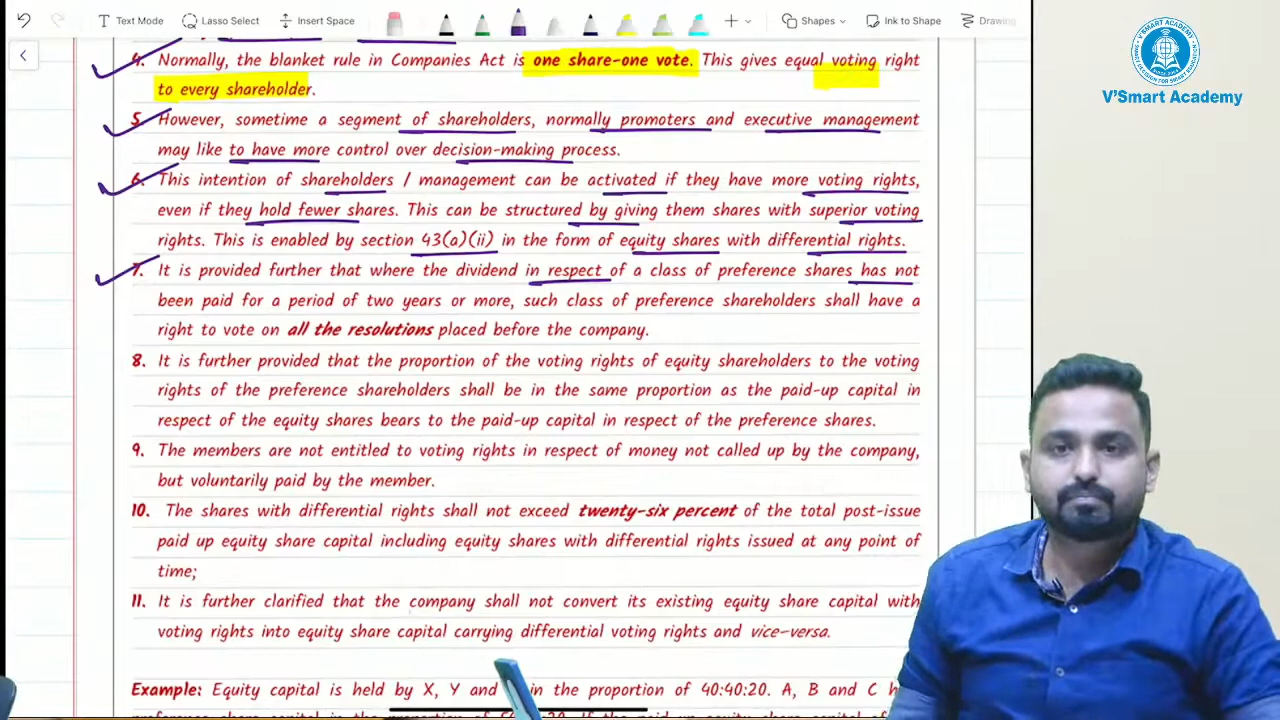 Text Mode
Lasso Select
Insert Space
Shapes
Ink to Shape
Drawing
V'SMART ACADEMY
V'Smart Academy
4. Normally, the blanket rule in Companies Act is one share-one vote. This gives equal voting right
to every shareholder.
5. However, sometime a segment of shareholders, normally promoters and executive management
may like to have more control over decision-making process.
6. This intention of shareholders / management can be activated if they have more voting rights,
even if they hold fewer shares. This can be structured by giving them shares with superior voting
rights. This is enabled by section 43(a)(ii) in the form of equity shares with differential rights.
7. It is provided further that where the dividend in respect of a class of preference shares has not
been paid for a period of two years or more, such class of preference shareholders shall have a
right to vote on all the resolutions placed before the company.
8. It is further provided that the proportion of the voting rights of equity shareholders to the voting
rights of the preference shareholders shall be in the same proportion as the paid-up capital in
respect of the equity shares bears to the paid-up capital in respect of the preference shares.
9. The members are not entitled to voting rights in respect of money not called up by the company,
but voluntarily paid by the member.
10. The shares with differential rights shall not exceed twenty-six percent of the total post-issue
paid up equity share capital including equity shares with differential rights issued at any point of
time;
11. It is further clarified that the company shall not convert its existing equity share capital with
voting rights into equity share capital carrying differential voting rights and vice-versa.
Example: Equity capital is held by X, Y and in the proportion of 40:40:20. A, B and C